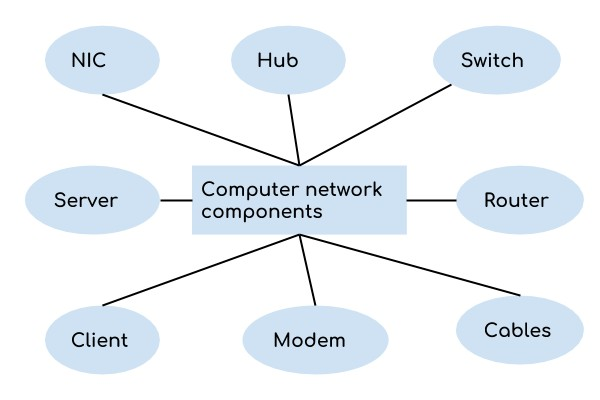 NIC
Hub
Switch
Server
Computer network
components
Router
Client
Modem
Cables